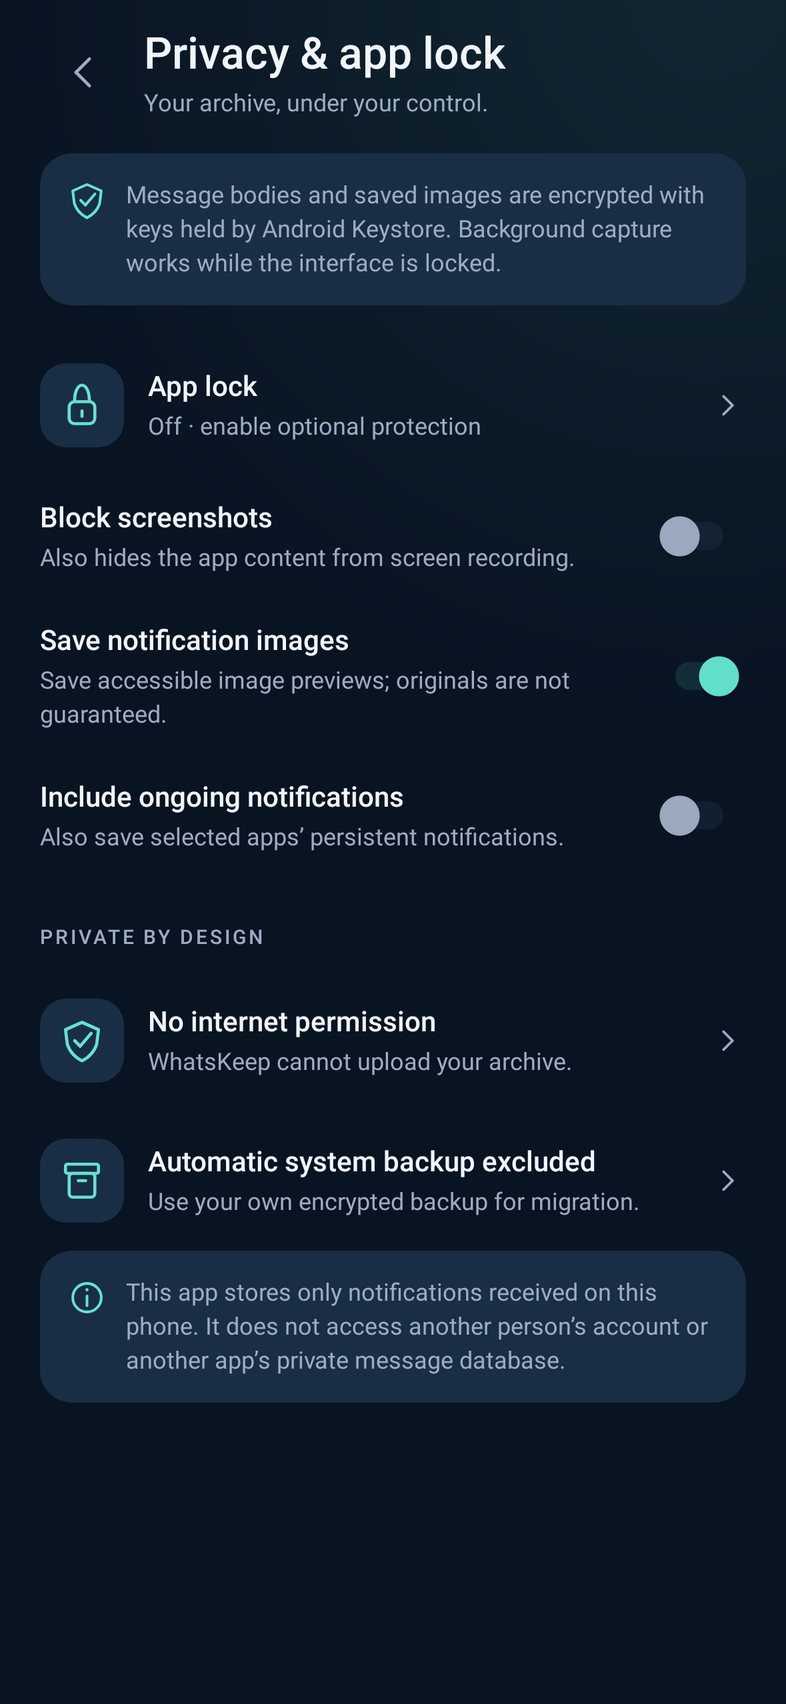 Privacy & app lock
Your archive, under your control.
Message bodies and saved images are encrypted with
keys held by Android Keystore. Background capture
works while the interface is locked.
App lock
Off · enable optional protection
Block screenshots
Also hides the app content from screen recording.
Save notification images
Save accessible image previews; originals are not
guaranteed.
Include ongoing notifications
Also save selected apps’ persistent notifications.
PRIVATE BY DESIGN
No internet permission
WhatsKeep cannot upload your archive.
Automatic system backup excluded
Use your own encrypted backup for migration.
This app stores only notifications received on this
phone. It does not access another person’s account or
another app’s private message database.